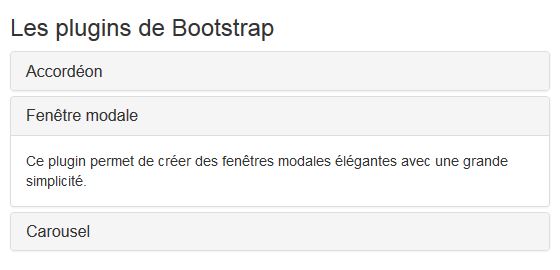 Les plugins de Bootstrap
Accordéon
Fenêtre modale
Ce plugin permet de créer des fenêtres modales élégantes avec une grande
simplicité.
Carousel